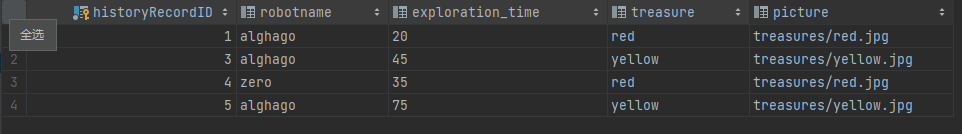 historyRecordID robotname exploration_time treasure picture
全选
1 alghago 20 red treasures/red.jpg
2 3 alghago 45 yellow treasures/yellow.jpg
3 4 zero 35 red treasures/red.jpg
4 5 alghago 75 yellow treasures/yellow.jpg